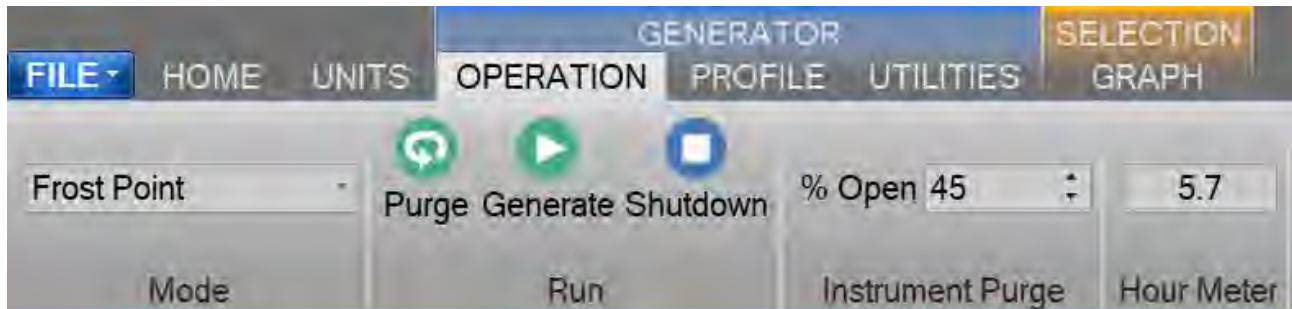 GENERATOR SELECTION
FILE HOME UNITS OPERATION PROFILE UTILITIES GRAPH
Frost Point
Purge Generate Shutdown
% Open 45
5.7
Mode Run Instrument Purge Hour Meter